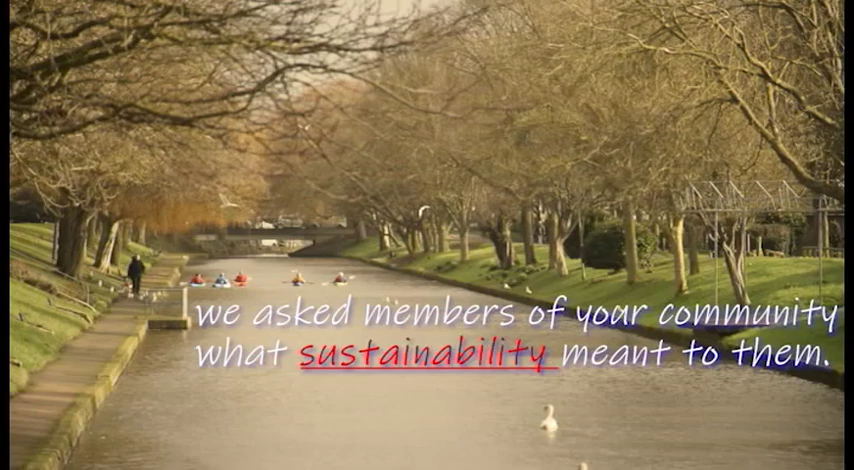 we asked members of your community
what sustainability meant to them.